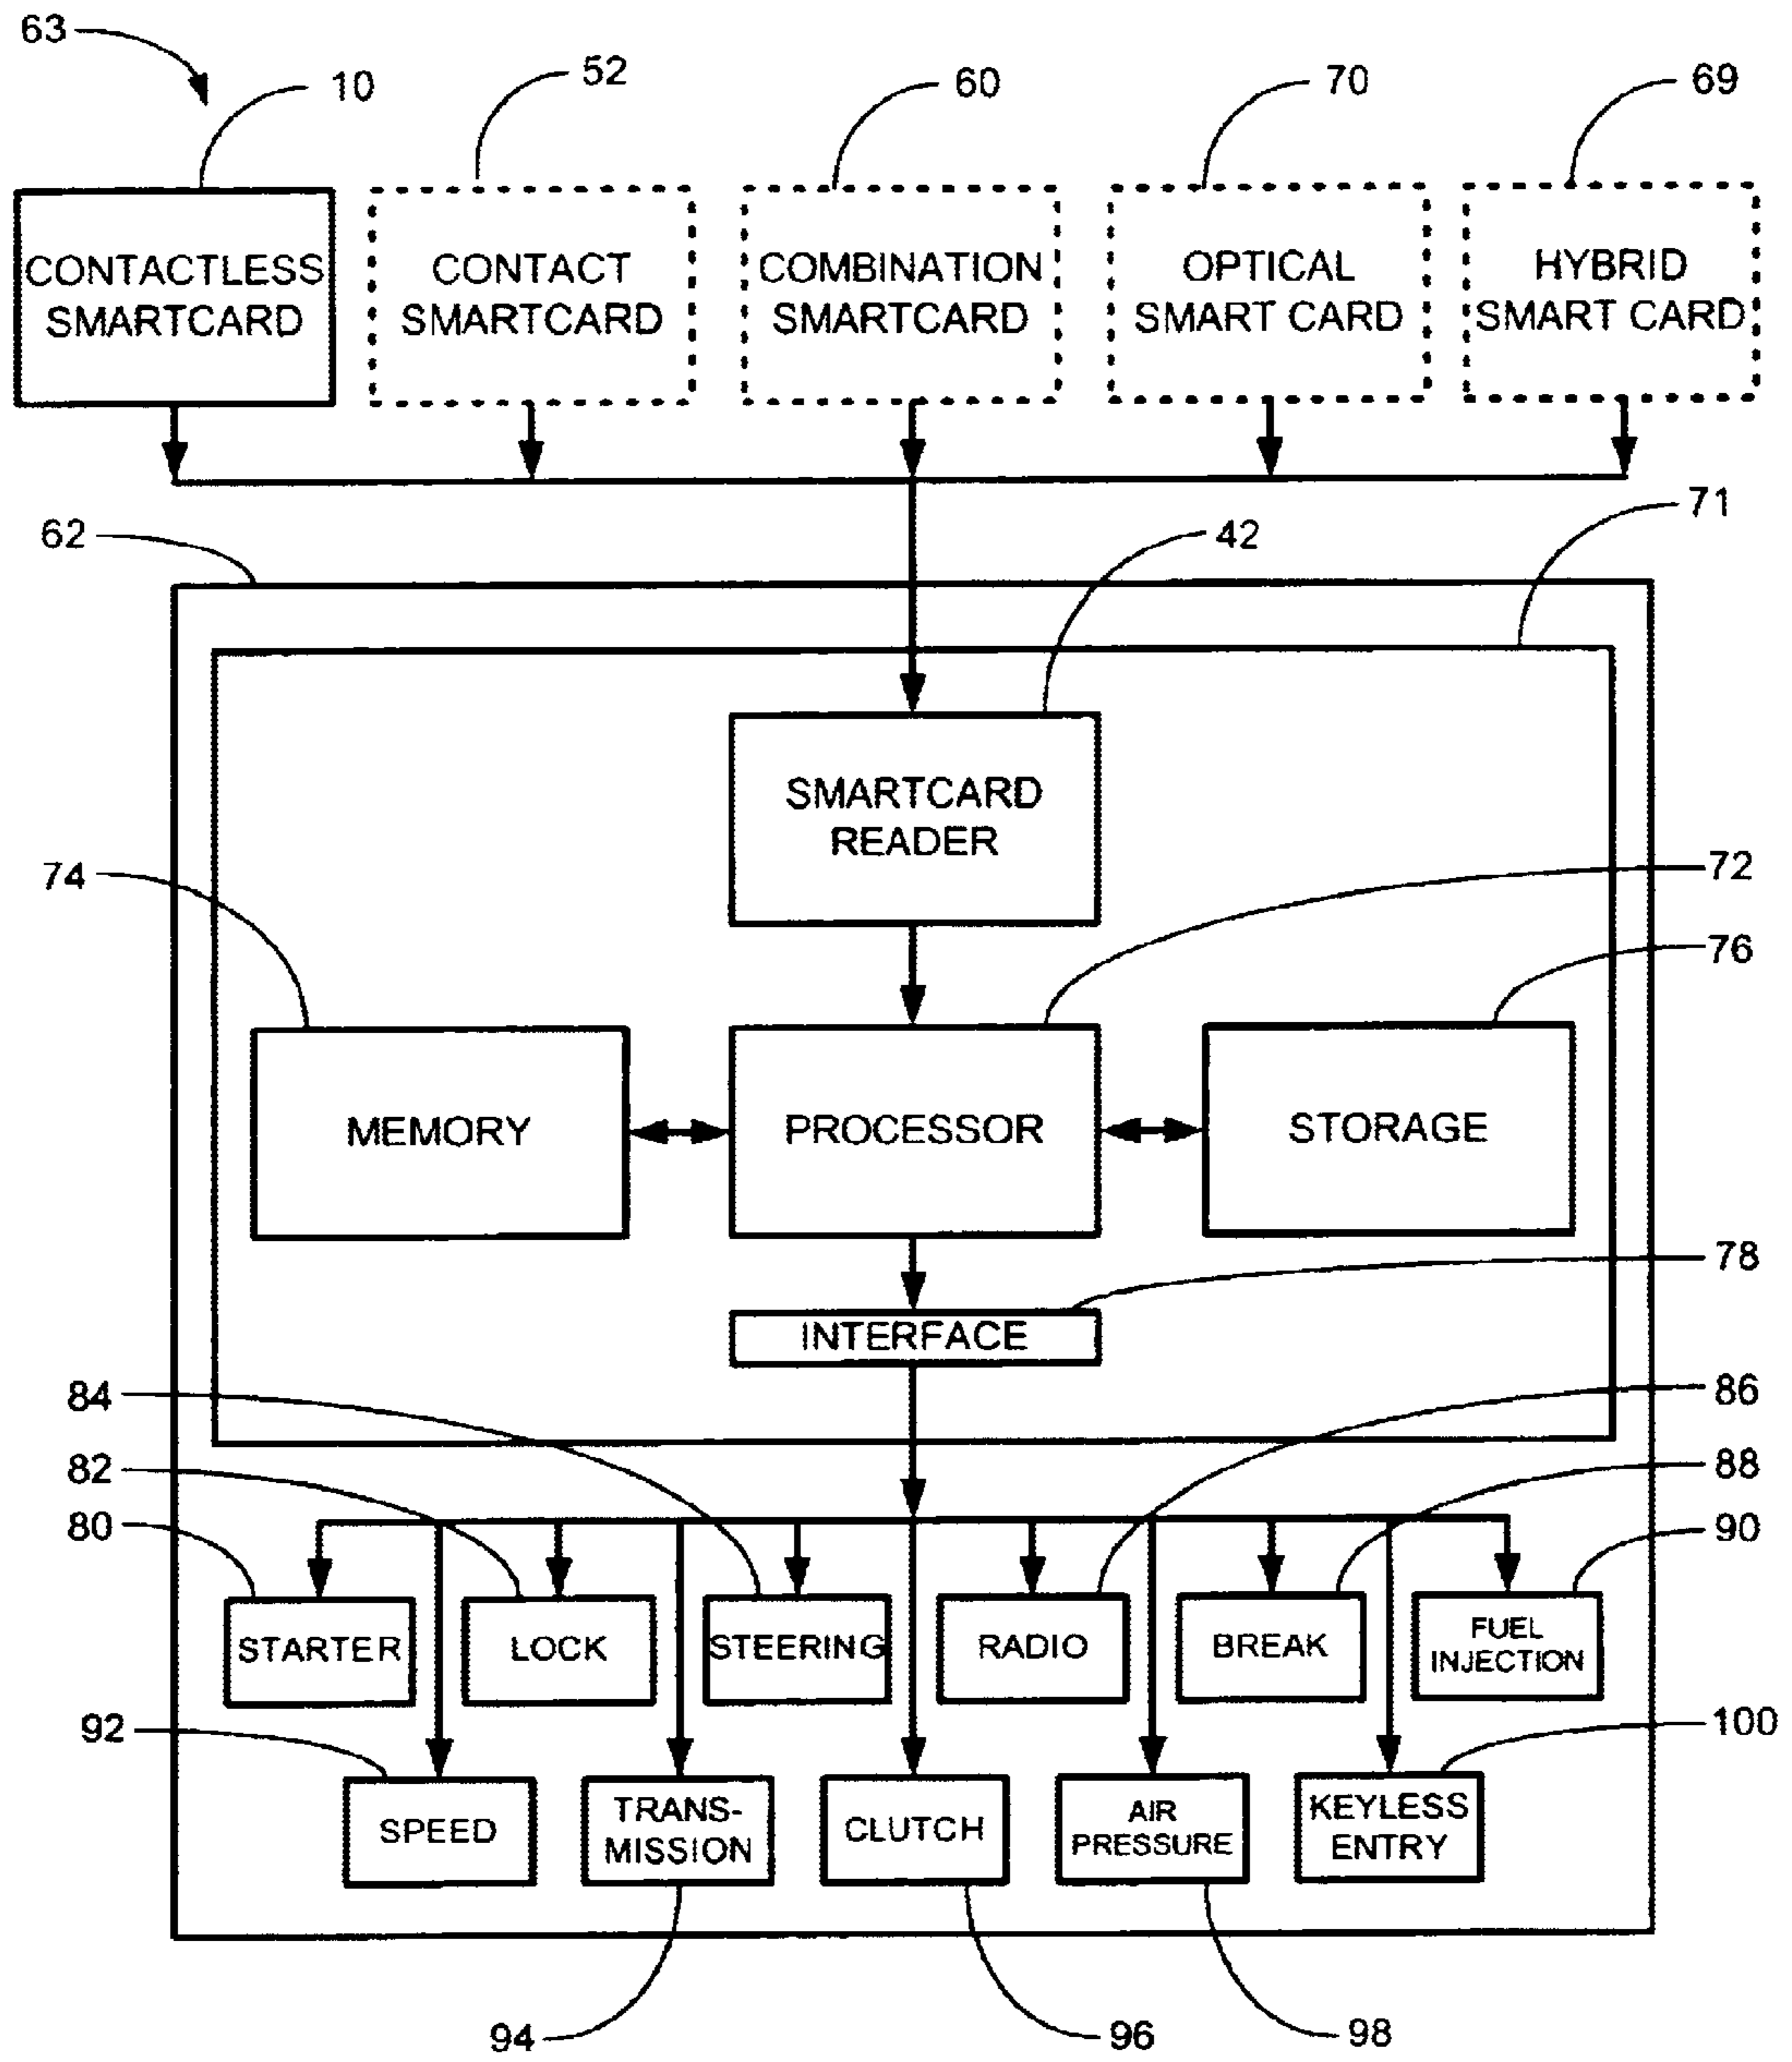 63
10
52
60
70
69
CONTACTLESS
SMARTCARD
CONTACT
SMARTCARD
COMBINATION
SMARTCARD
OPTICAL
SMART CARD
HYBRID
SMART CARD
62
42
71
SMARTCARD
READER
74
72
76
MEMORY
PROCESSOR
STORAGE
78
INTERFACE
84
86
82
88
80
90
STARTER
LOCK
STEERING
RADIO
BREAK
FUEL
INJECTION
92
100
SPEED
TRANS-
MISSION
CLUTCH
AIR
PRESSURE
KEYLESS
ENTRY
94
96
98